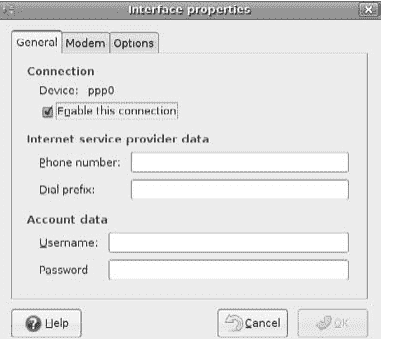 Interface properties
General Modem Options
Connection
Device: ppp0
Enable this connection
Internet service provider data
Phone number:
Dial prefix:
Account data
Username:
Password
Help Cancel OK